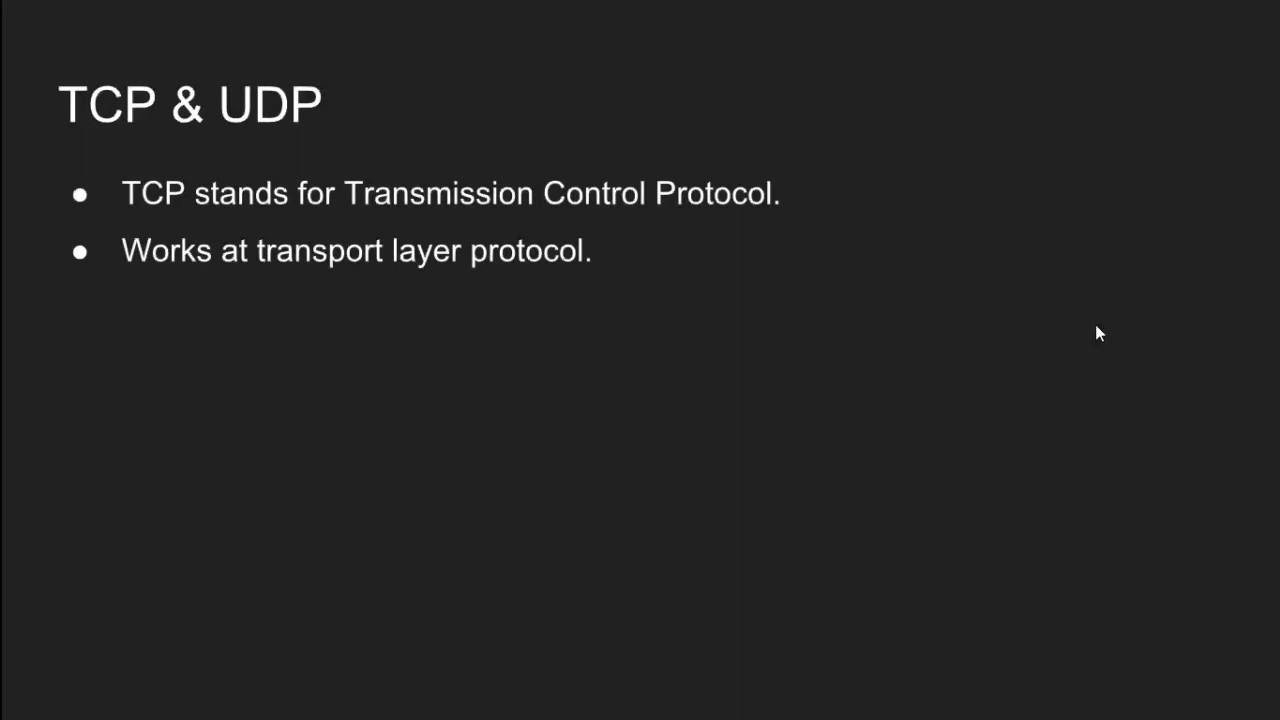 TCP & UDP
● TCP stands for Transmission Control Protocol.
● Works at transport layer protocol.